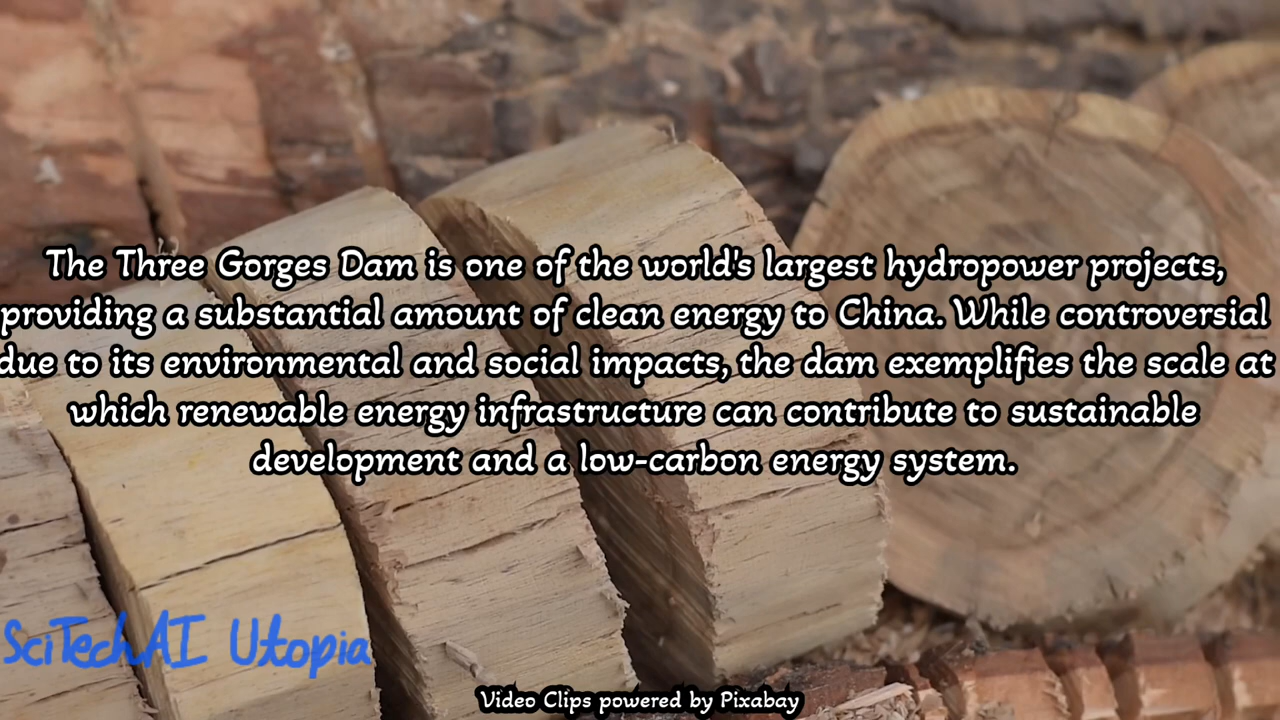 The Three Gorges Dam is one of the world's largest hydropower projects,
providing a substantial amount of clean energy to China. While controversial
due to its environmental and social impacts, the dam exemplifies the scale at
which renewable energy infrastructure can contribute to sustainable
development and a low-carbon energy system.
SciTechAI Utopia
Video Clips powered by Pixabay